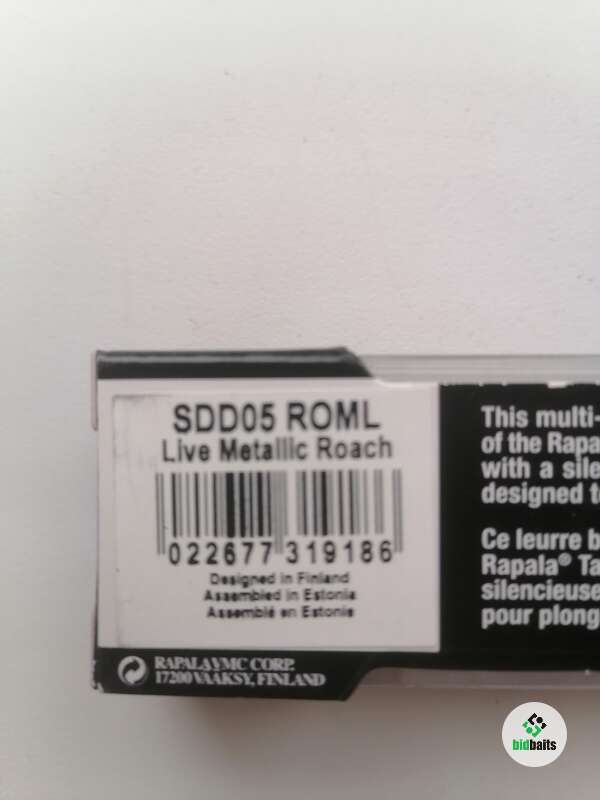 SDD05 ROML
Live Metallic Roach
022677 319186
Designed in Finland
Assembled in Estonia
Assemblé en Estonie
RAPALA VMC CORP.
17200 VÄÄKSY, FINLAND
This multi-
of the Rapa
with a sile
designed t
Ce leurre b
Rapala® Ta
silencieuse
pour plong
bidbaits